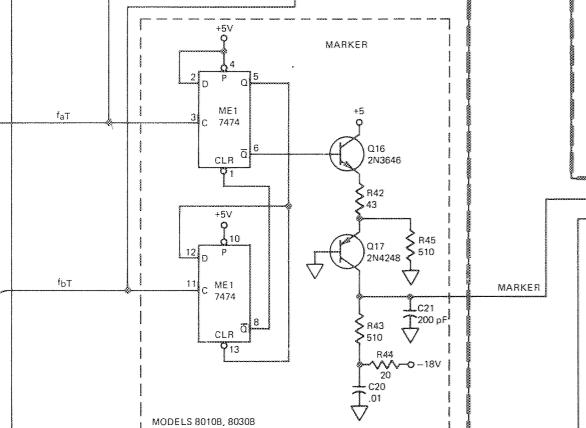 +5V
MARKER
4
P
2
D
Q
5
ME1
7474
faT
3
C
6
Q
CLR
1
+5
Q16
2N3646
R42
43
+5V
10
P
12
D
Q17
2N4248
R45
510
fbT
11
C
ME1
7474
MARKER
C21
200 pF
8
Q
CLR
13
R43
510
R44
20
−18V
C20
.01
MODELS 8010B, 8030B